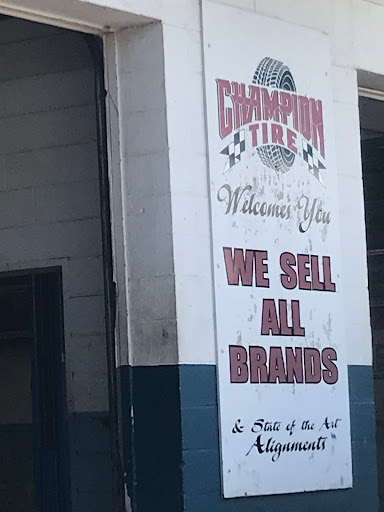 CHAMPION
TIRE
Welcomes You
WE SELL
ALL
BRANDS
& State of the Art
Alignments